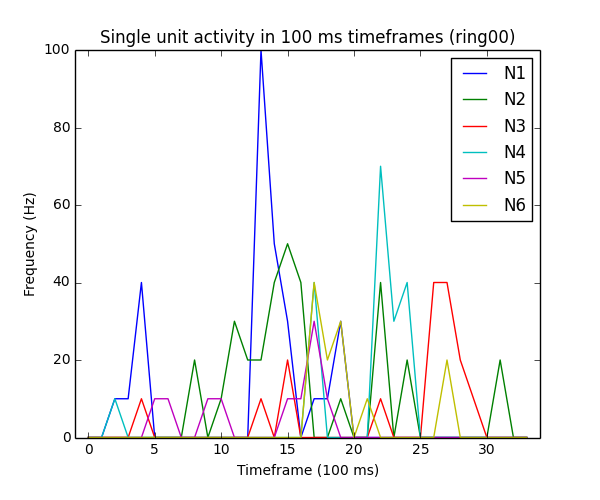 Single unit activity in 100 ms timeframes (ring00)
100
80
60
40
20
0
Frequency (Hz)
N1
N2
N3
N4
N5
N6
0 5 10 15 20 25 30
Timeframe (100 ms)